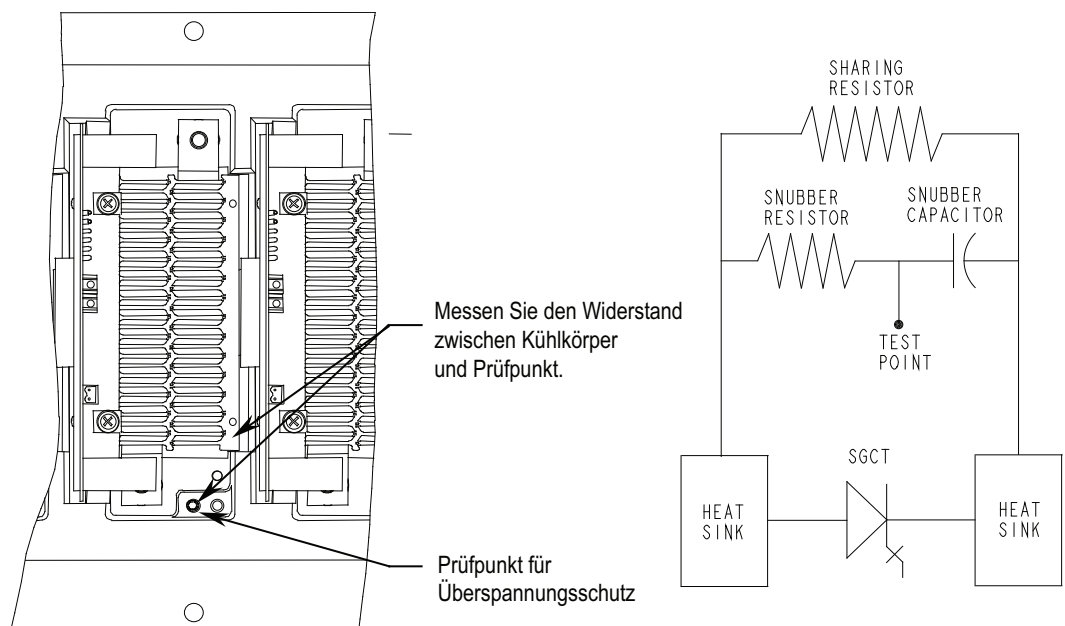 Messen Sie den Widerstand
zwischen Kühlkörper
und Prüfpunkt.
Prüfpunkt für
Überspannungsschutz
SHARING
RESISTOR
SNUBBER
RESISTOR
SNUBBER
CAPACITOR
TEST
POINT
SGCT
HEAT
SINK
HEAT
SINK